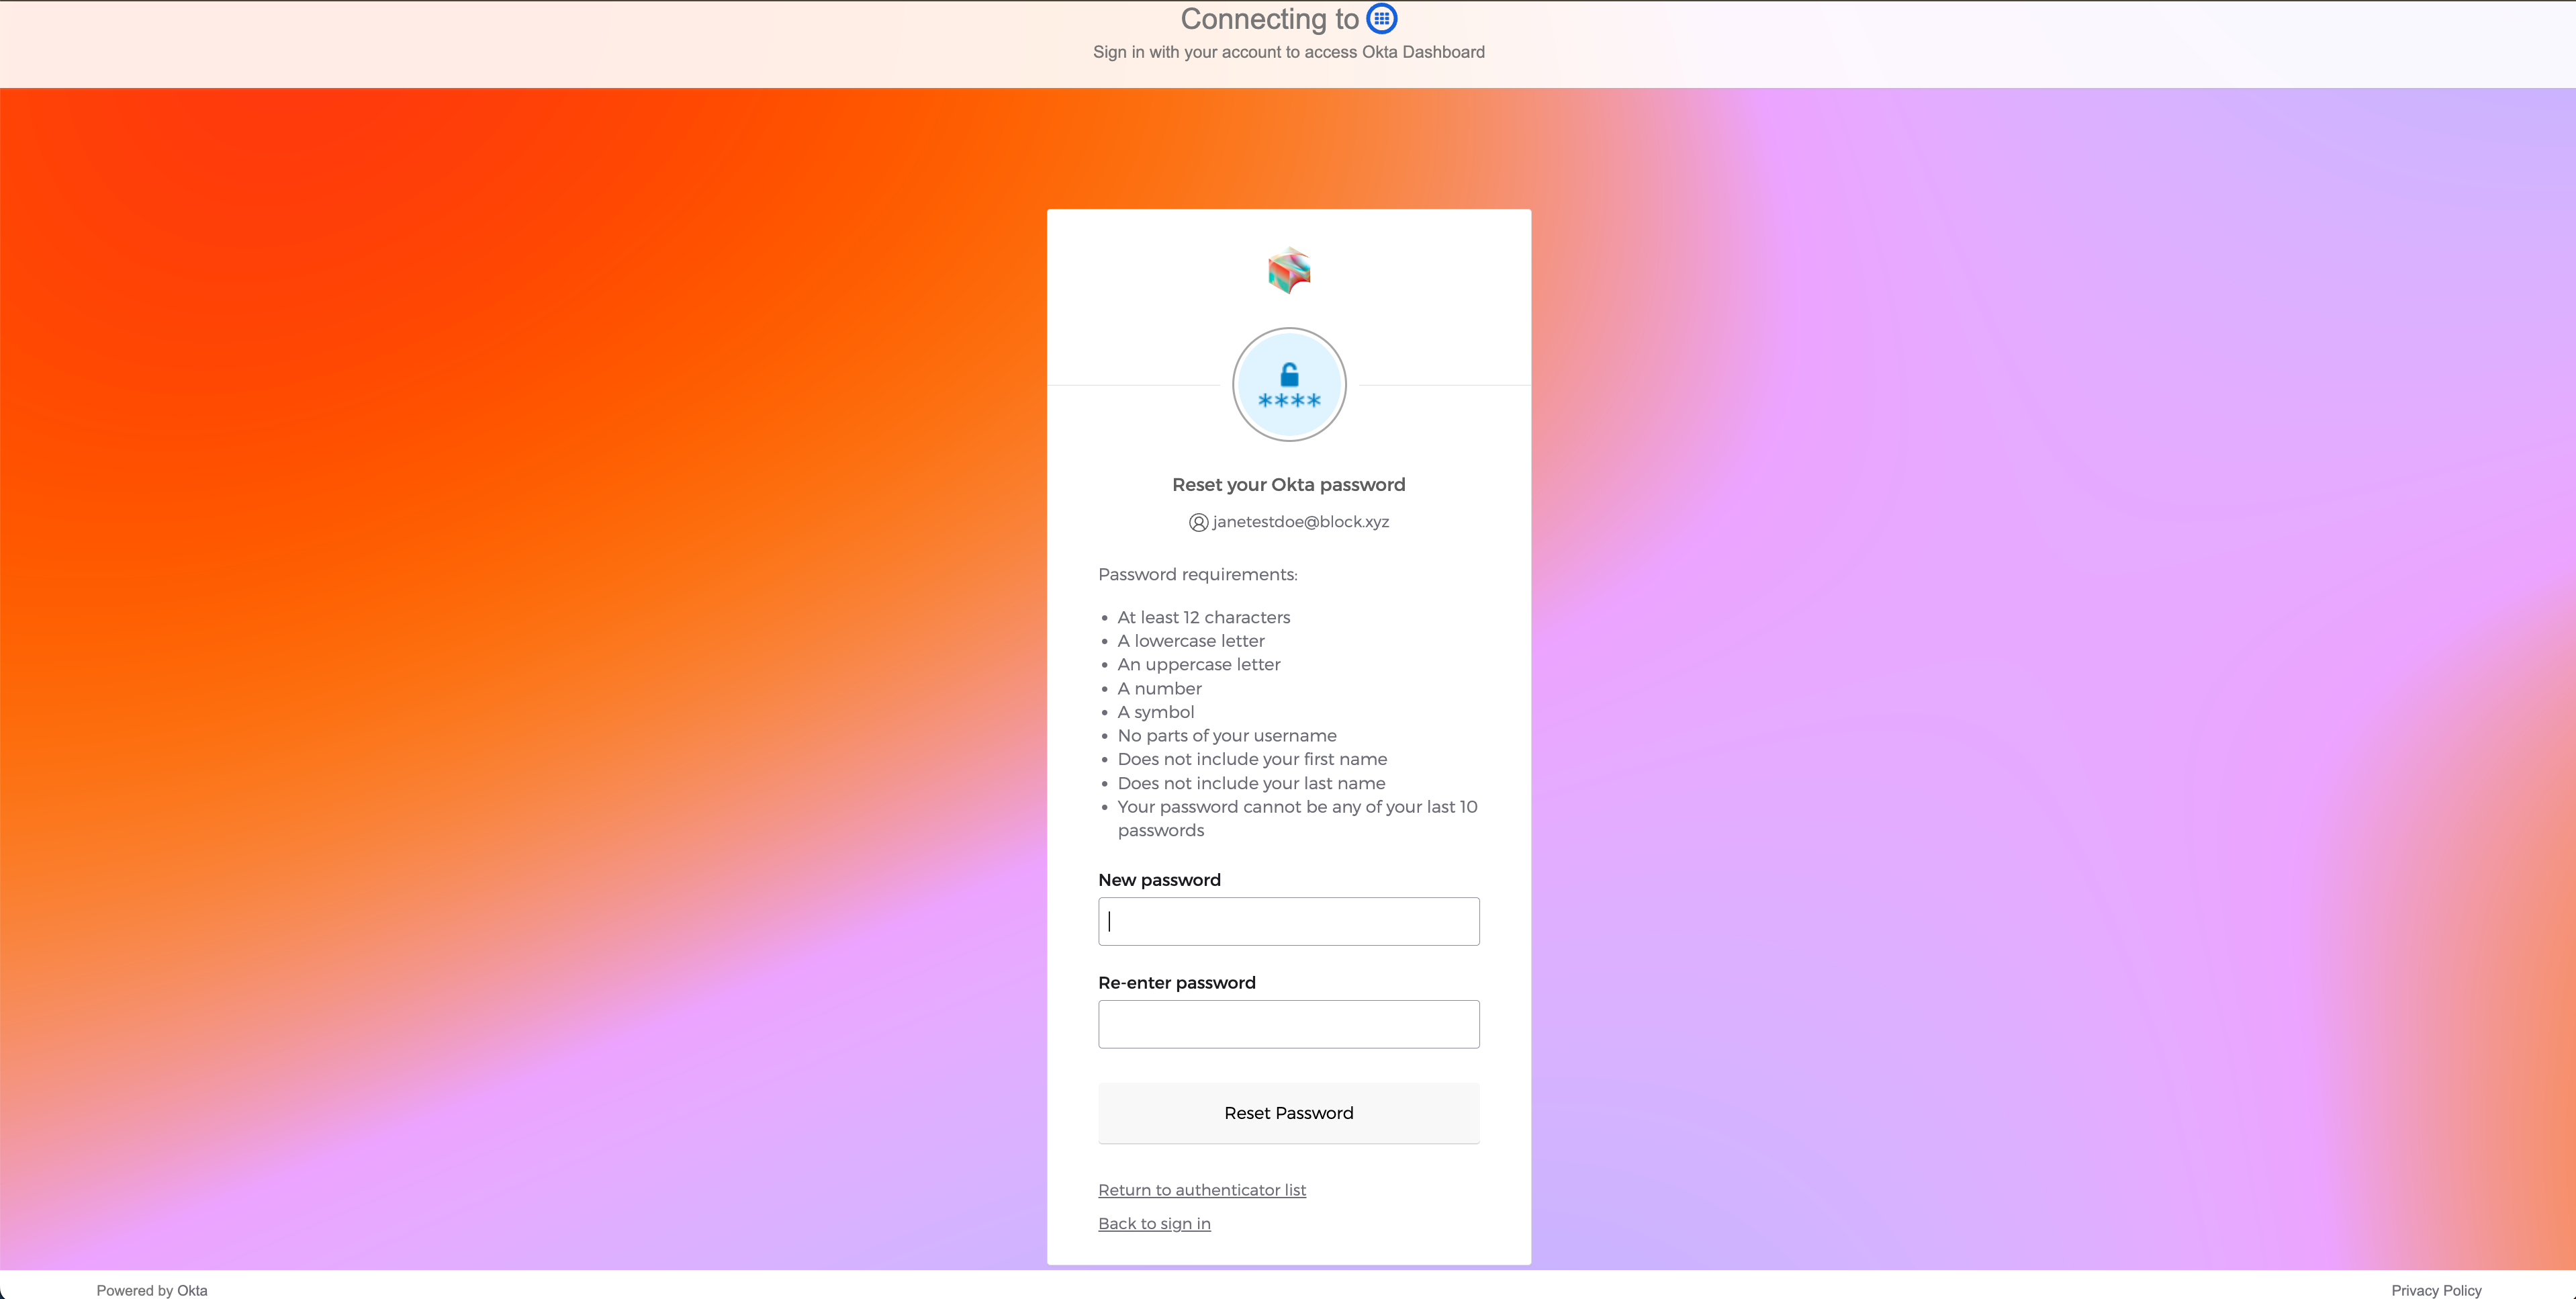 Connecting to
Sign in with your account to access Okta Dashboard
****
Reset your Okta password
janetestdoe@block.xyz
Password requirements:
At least 12 characters
A lowercase letter
An uppercase letter
A number
A symbol
No parts of your username
Does not include your first name
Does not include your last name
Your password cannot be any of your last 10
passwords
New password
Re-enter password
Reset Password
Return to authenticator list
Back to sign in
Powered by Okta
Privacy Policy